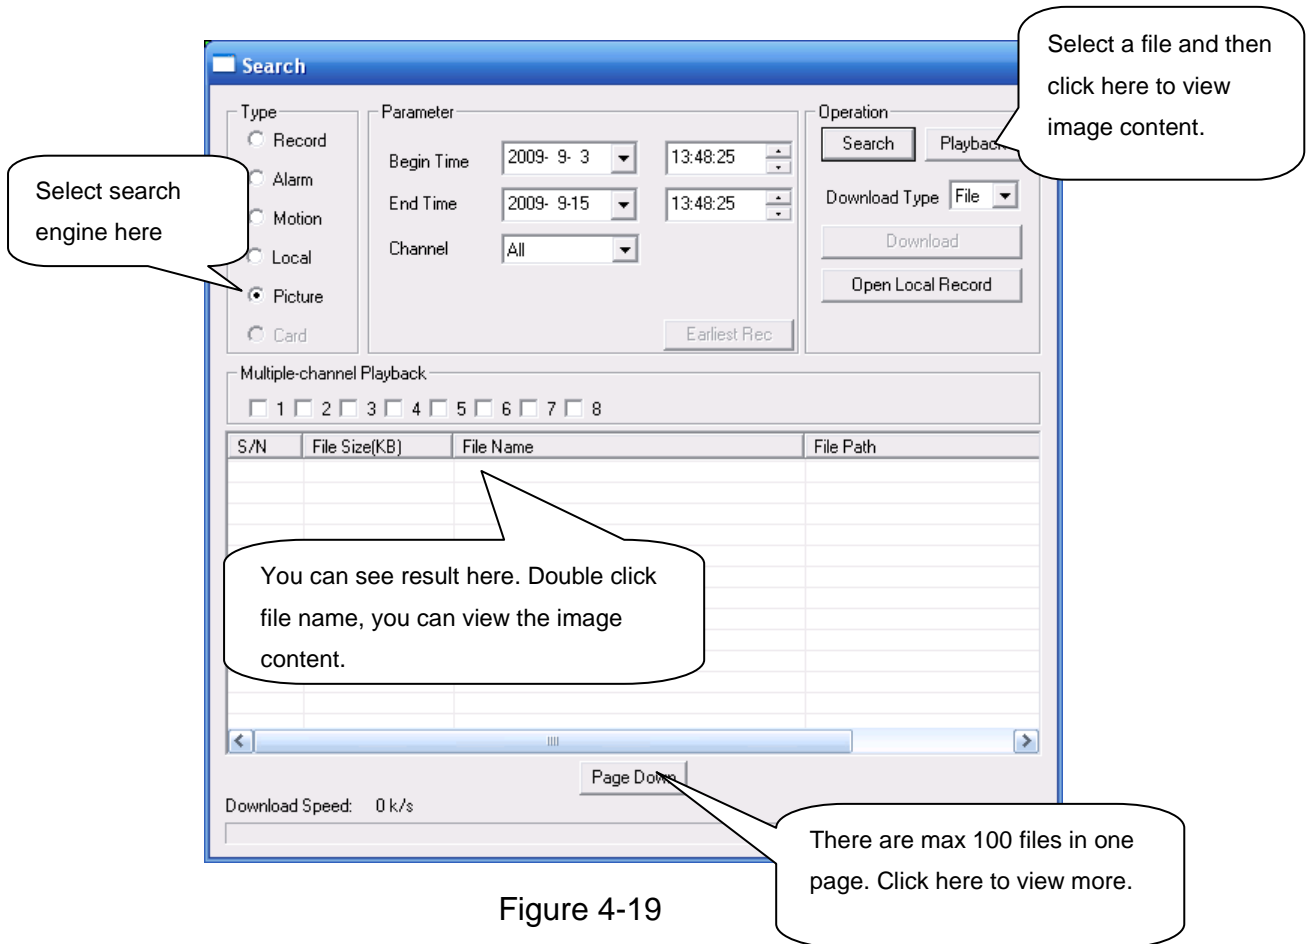 Search
Select a file and then
click here to view
image content.
Type
Record
Alarm
Motion
Local
Picture
Card
Select search
engine here
Parameter
Begin Time 2009- 9- 3 13:48:25
End Time 2009- 9-15 13:48:25
Channel All
Earliest Rec
Operation
Search Playback
Download Type File
Download
Open Local Record
Multiple-channel Playback
1 2 3 4 5 6 7 8
S/N File Size(KB) File Name File Path
You can see result here. Double click
file name, you can view the image
content.
Page Down
Download Speed: 0 k/s
There are max 100 files in one
page. Click here to view more.
Figure 4-19